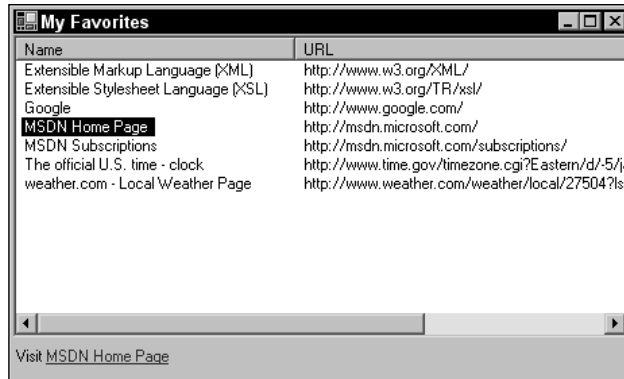 My Favorites
Name URL
Extensible Markup Language (XML) http://www.w3.org/XML/
Extensible Stylesheet Language (XSL) http://www.w3.org/TR/xsl/
Google http://www.google.com/
MSDN Home Page http://msdn.microsoft.com/
MSDN Subscriptions http://msdn.microsoft.com/subscriptions/
The official U.S. time - clock http://www.time.gov/timezone.cgi?Eastern/d/-5/j
weather.com - Local Weather Page http://www.weather.com/weather/local/27504?ls
Visit MSDN Home Page